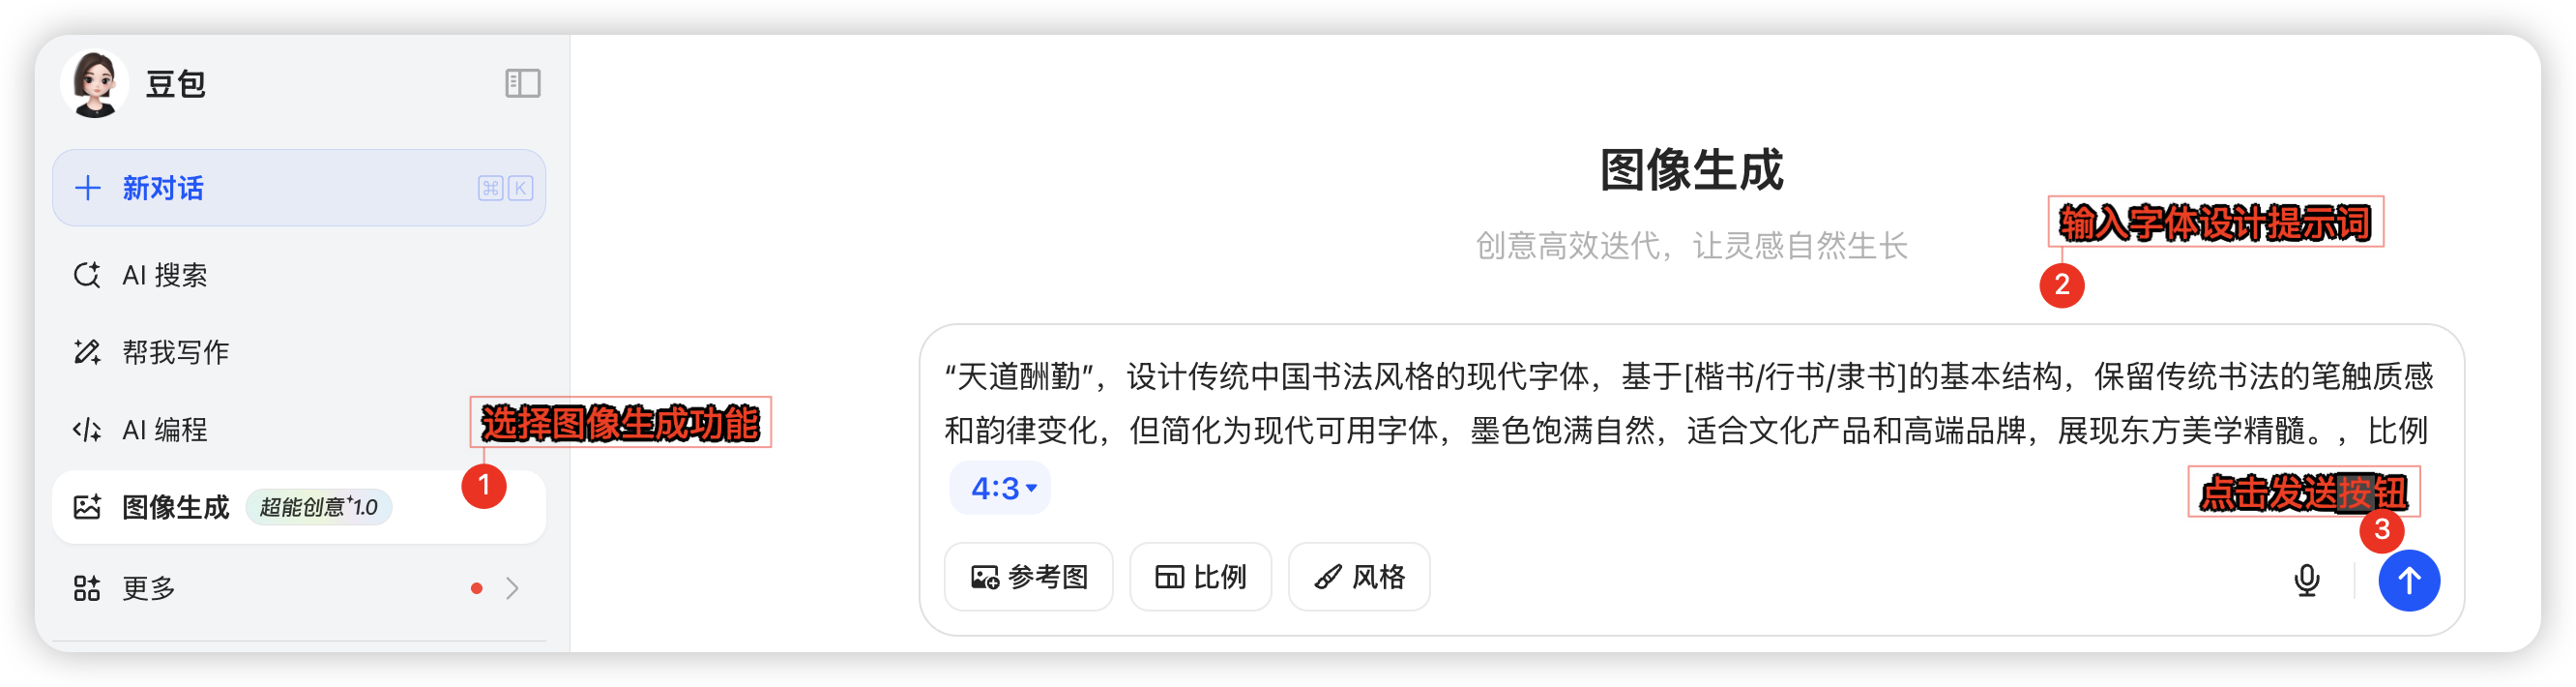 豆包
新对话
⌘ K
AI 搜索
帮我写作
AI 编程
图像生成 超能创意 1.0
更多
选择图像生成功能
1
图像生成
创意高效迭代，让灵感自然生长
输入字体设计提示词
2
“天道酬勤”，设计传统中国书法风格的现代字体，基于[楷书/行书/隶书]的基本结构，保留传统书法的笔触质感
和韵律变化，但简化为现代可用字体，墨色饱满自然，适合文化产品和高端品牌，展现东方美学精髓。，比例
4:3
点击发送按钮
3
参考图 比例 风格